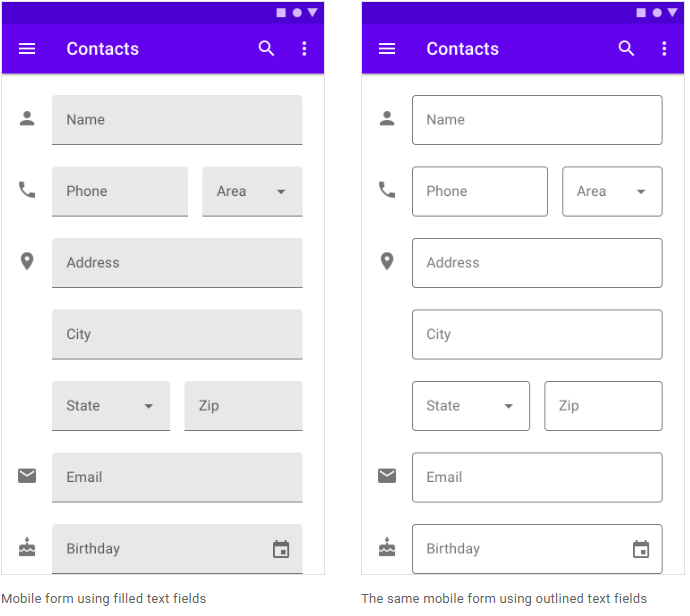 Contacts
Name
Phone Area
Address
City
State Zip
Email
Birthday
Mobile form using filled text fields
Contacts
Name
Phone Area
Address
City
State Zip
Email
Birthday
The same mobile form using outlined text fields